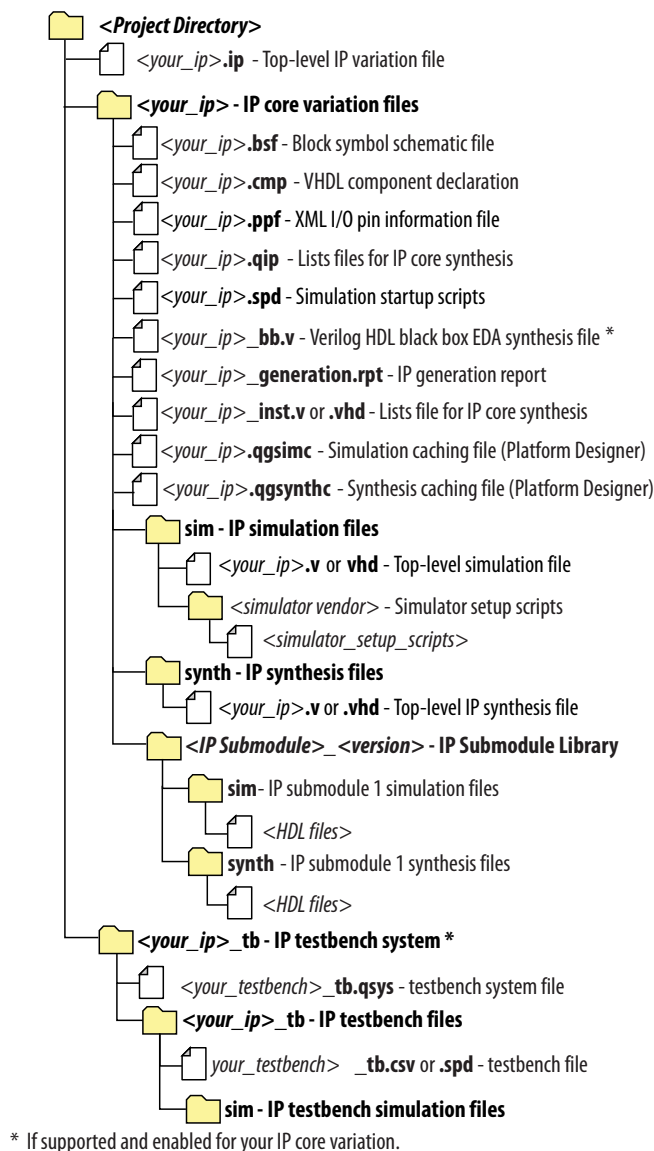 <Project Directory>
<your_ip>.ip - Top-level IP variation file
<your_ip> - IP core variation files
<your_ip>.bsf - Block symbol schematic file
<your_ip>.cmp - VHDL component declaration
<your_ip>.ppf - XML I/O pin information file
<your_ip>.qip - Lists files for IP core synthesis
<your_ip>.spd - Simulation startup scripts
<your_ip>_bb.v - Verilog HDL black box EDA synthesis file *
<your_ip>_generation.rpt - IP generation report
<your_ip>_inst.v or .vhd - Lists file for IP core synthesis
<your_ip>.qgsimc - Simulation caching file (Platform Designer)
<your_ip>.qgsynthc - Synthesis caching file (Platform Designer)
sim - IP simulation files
<your_ip>.v or vhd - Top-level simulation file
<simulator vendor> - Simulator setup scripts
<simulator_setup_scripts>
synth - IP synthesis files
<your_ip>.v or .vhd - Top-level IP synthesis file
<IP Submodule>_<version> - IP Submodule Library
sim- IP submodule 1 simulation files
<HDL files>
synth - IP submodule 1 synthesis files
<HDL files>
<your_ip>_tb - IP testbench system *
<your_testbench>_tb.qsys - testbench system file
<your_ip>_tb - IP testbench files
your_testbench> _tb.csv or .spd - testbench file
sim - IP testbench simulation files
* If supported and enabled for your IP core variation.